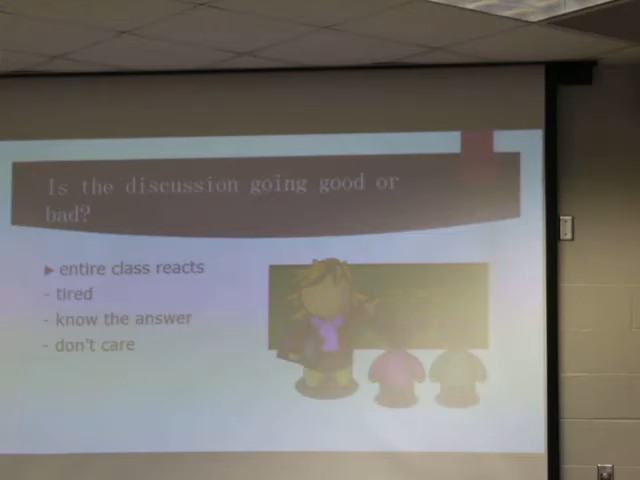 Is the discussion going good or
bad?
▶ entire class reacts
- tired
- know the answer
- don't care